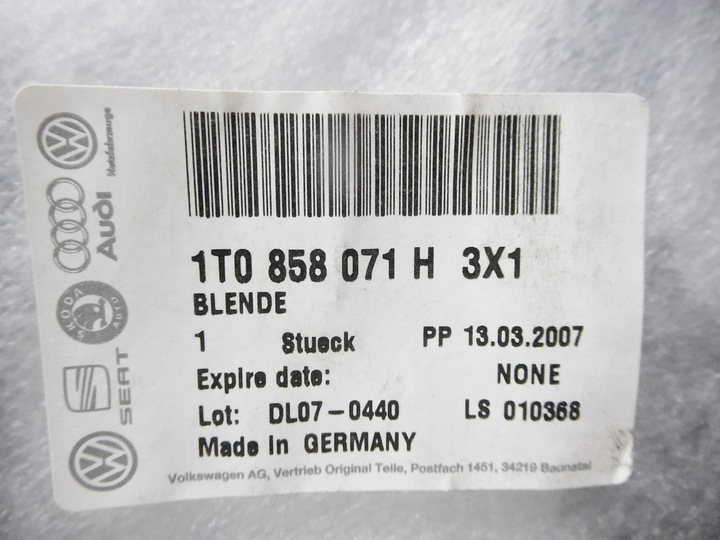 1T0 858 071 H 3X1
BLENDE
1 Stueck PP 13.03.2007
Expire date: NONE
Lot: DL07-0440 LS 010368
Made in GERMANY
Volkswagen AG, Vertrieb Original Teile, Postfach 1451, 34219 Baunatal
Nutzfahrzeuge
Audi
SKODA AUTO
SEAT